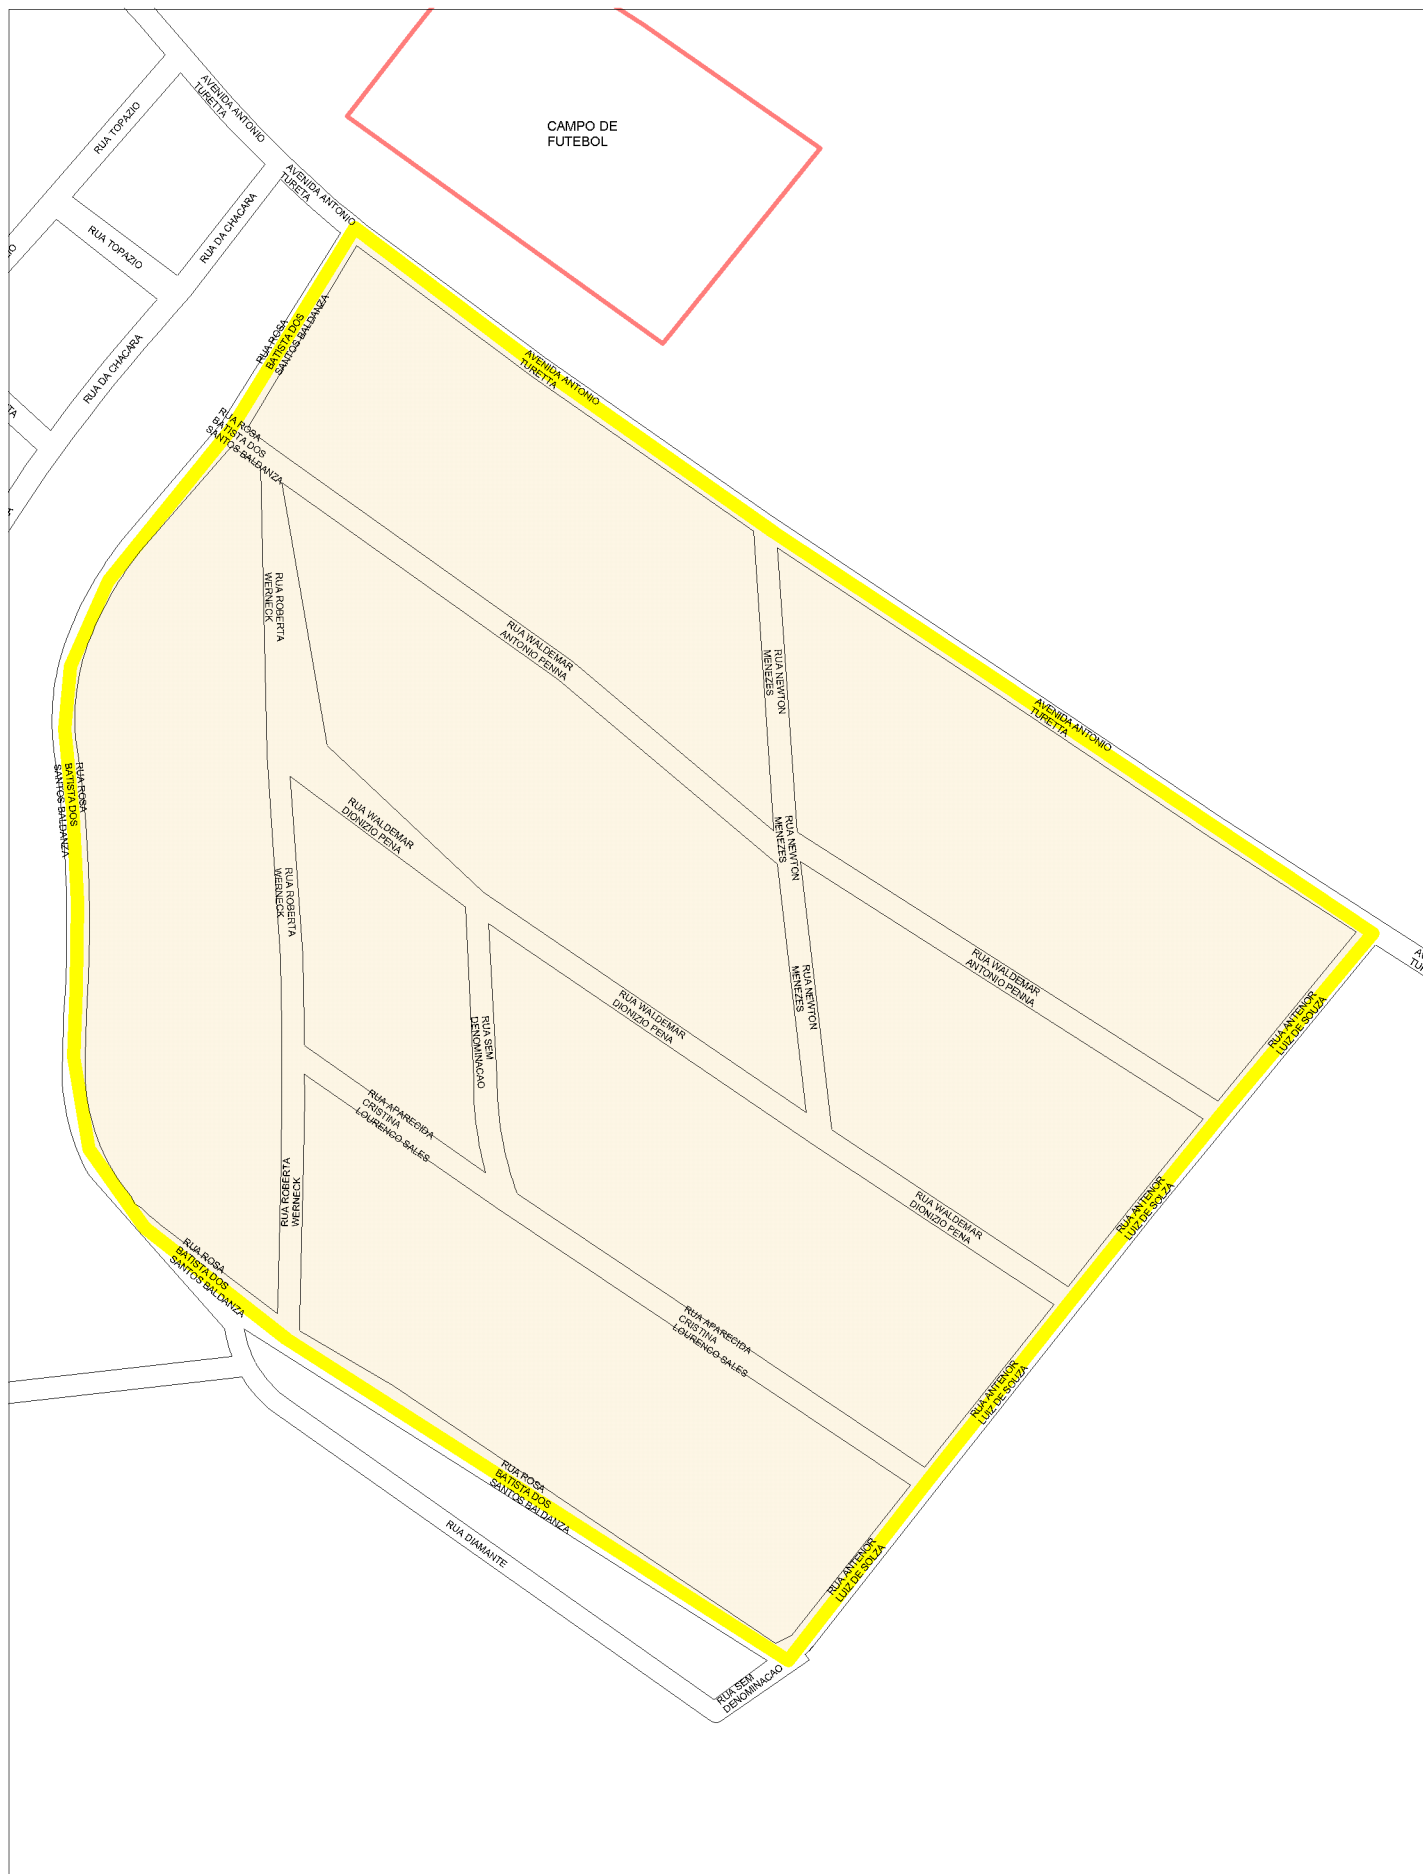 AVENIDA ANTONIO
TURETTA
RUA TOPAZIO
CAMPO DE
FUTEBOL
AVENIDA ANTONIO
TURETA
RUA DA CHACARA
RUA TOPAZIO
RUA ROSA
BATISTA DOS
SANTOS BALDANZA
RUA DA CHACARA
AVENIDA ANTONIO
TURETTA
RUA ROSA
BATISTA DOS
SANTOS BALDANZA
RUA ROBERTA
WERNECK
RUA WALDEMAR
ANTONIO PENNA
RUA NEWTON
MENEZES
AVENIDA ANTONIO
TURETTA
RUA ROSA
BATISTA DOS
SANTOS BALDANZA
RUA WALDEMAR
DIONIZIO PENA
RUA NEWTON
MENEZES
RUA ROBERTA
WERNECK
RUA WALDEMAR
ANTONIO PENNA
RUA NEWTON
MENEZES
RUA WALDEMAR
DIONIZIO PENA
RUA ANTENOR
LUIZ DE SOUZA
RUA SEM
DENOMINACAO
RUA APARECIDA
CRISTINA
LOURENCO SALES
RUA ROBERTA
WERNECK
RUA WALDEMAR
DIONIZIO PENA
RUA ANTENOR
LUIZ DE SOUZA
RUA ROSA
BATISTA DOS
SANTOS BALDANZA
RUA APARECIDA
CRISTINA
LOURENCO SALES
RUA ANTENOR
LUIZ DE SOUZA
RUA ROSA
BATISTA DOS
SANTOS BALDANZA
RUA DIAMANTE
RUA ANTENOR
LUIZ DE SOUZA
RUA SEM
DENOMINACAO